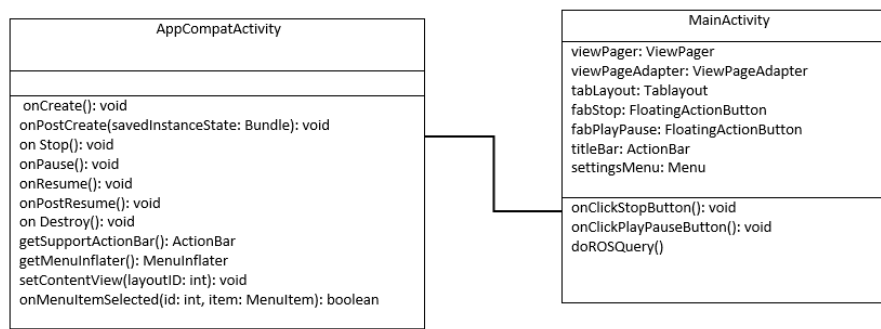 AppCompatActivity
onCreate(): void
onPostCreate(savedInstanceState: Bundle): void
on Stop(): void
onPause(): void
onResume(): void
onPostResume(): void
on Destroy(): void
getSupportActionBar(): ActionBar
getMenuInflater(): MenuInflater
setContentView(layoutID: int): void
onMenuItemSelected(id: int, item: MenuItem): boolean
MainActivity
viewPager: ViewPager
viewPageAdapter: ViewPageAdapter
tabLayout: Tablayout
fabStop: FloatingActionButton
fabPlayPause: FloatingActionButton
titleBar: ActionBar
settingsMenu: Menu
onClickStopButton(): void
onClickPlayPauseButton(): void
doROSQuery()